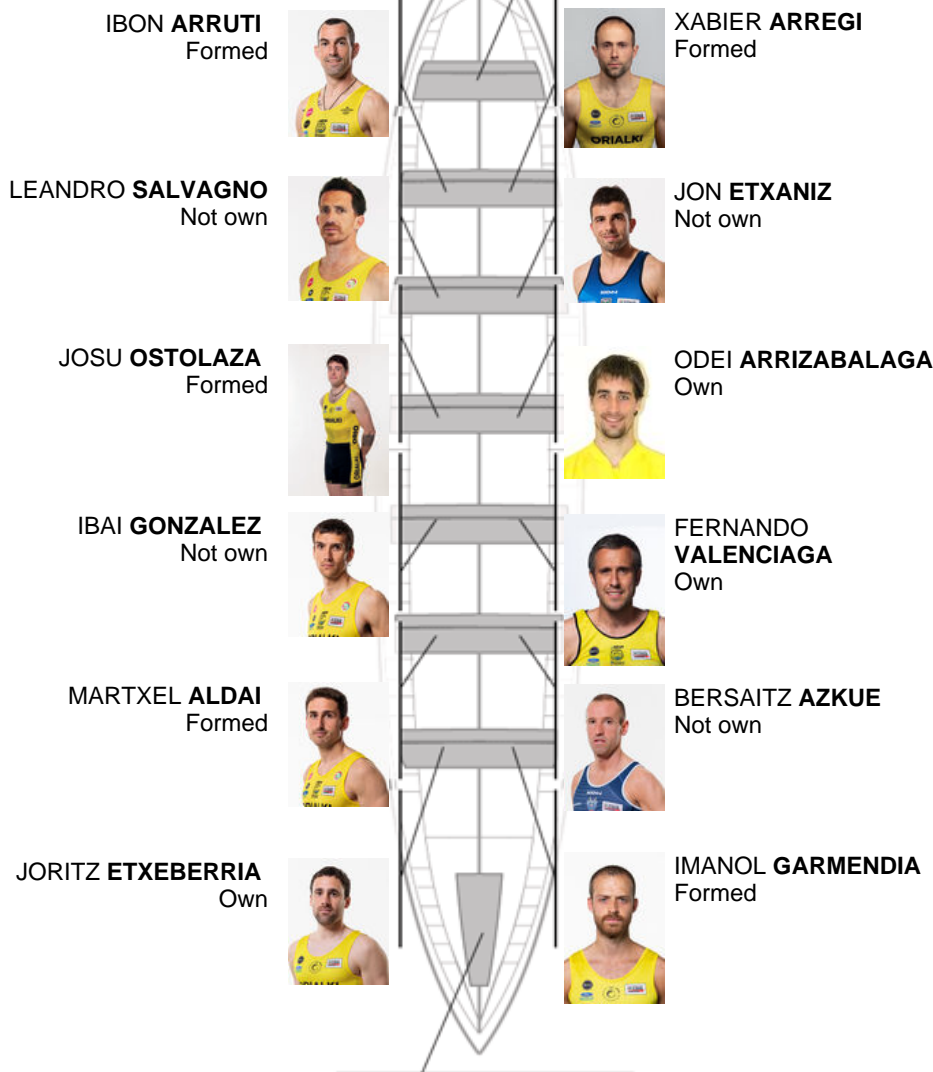 IBON ARRUTI
Formed
XABIER ARREGI
Formed
LEANDRO SALVAGNO
Not own
JON ETXANIZ
Not own
JOSU OSTOLAZA
Formed
ODEI ARRIZABALAGA
Own
IBAI GONZALEZ
Not own
FERNANDO
VALENCIAGA
Own
MARTXEL ALDAI
Formed
BERSAITZ AZKUE
Not own
JORITZ ETXEBERRIA
Own
IMANOL GARMENDIA
Formed